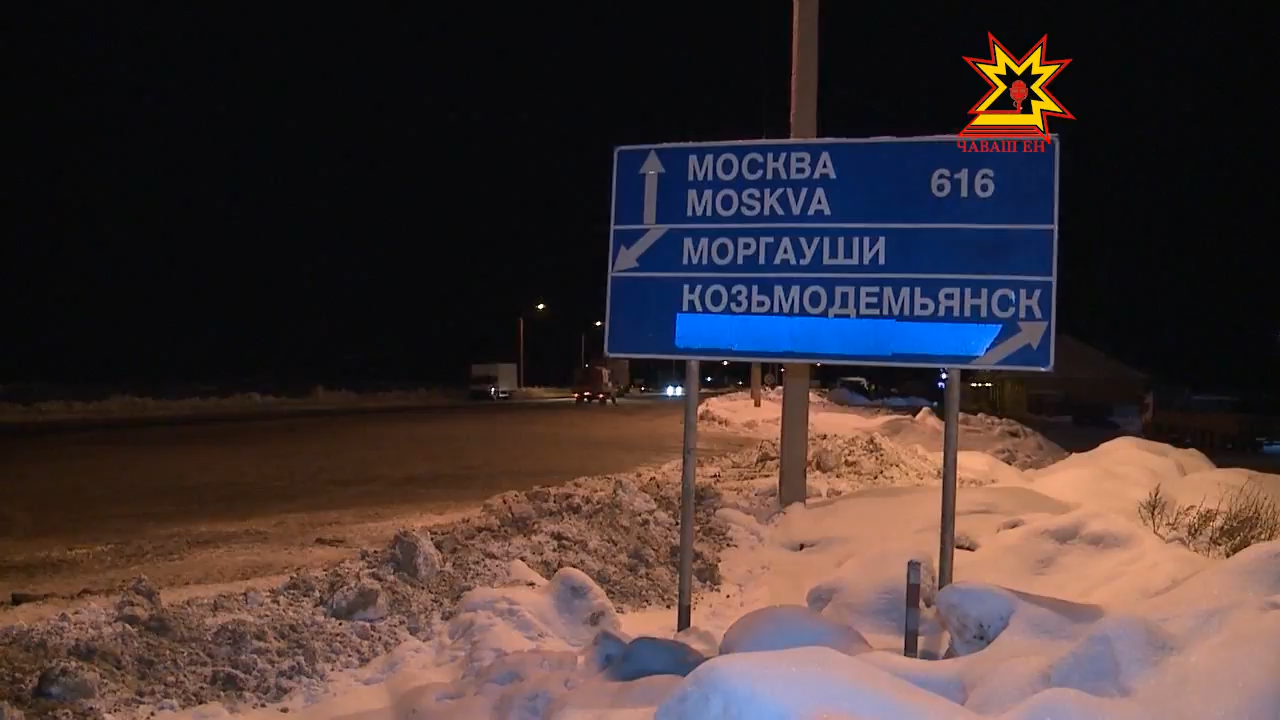 ЧАВАШ ЕН
МОСКВА 616
MOSKVA
МОРГАУШИ
КОЗЬМОДЕМЬЯНСК